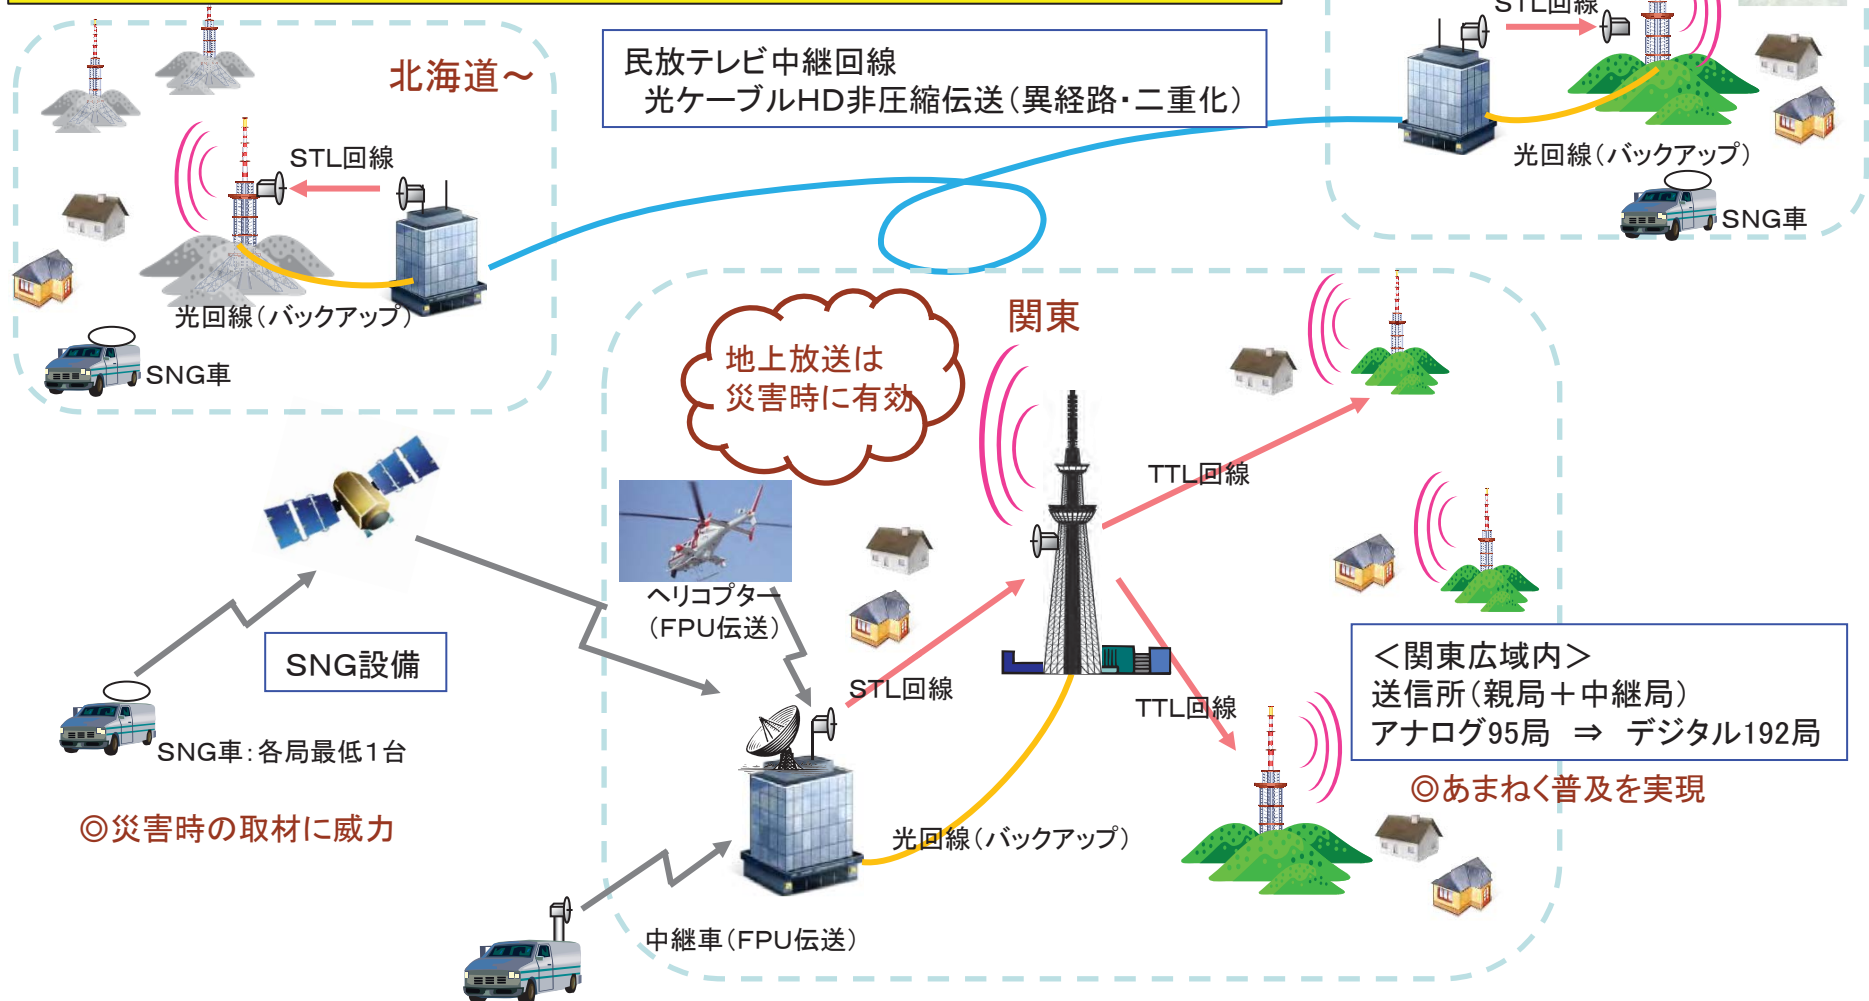 STL回線
北海道～
民放テレビ中継回線
光ケーブルHD非圧縮伝送(異経路・二重化)
STL回線
光回線(バックアップ)
SNG車
光回線(バックアップ)
SNG車
関東
地上放送は
災害時に有効
TTL回線
ヘリコプター
(FPU伝送)
SNG設備
STL回線
TTL回線
＜関東広域内＞
送信所(親局＋中継局)
アナログ95局 ⇒ デジタル192局
SNG車：各局最低1台
◎あまねく普及を実現
◎災害時の取材に威力
光回線(バックアップ)
中継車(FPU伝送)